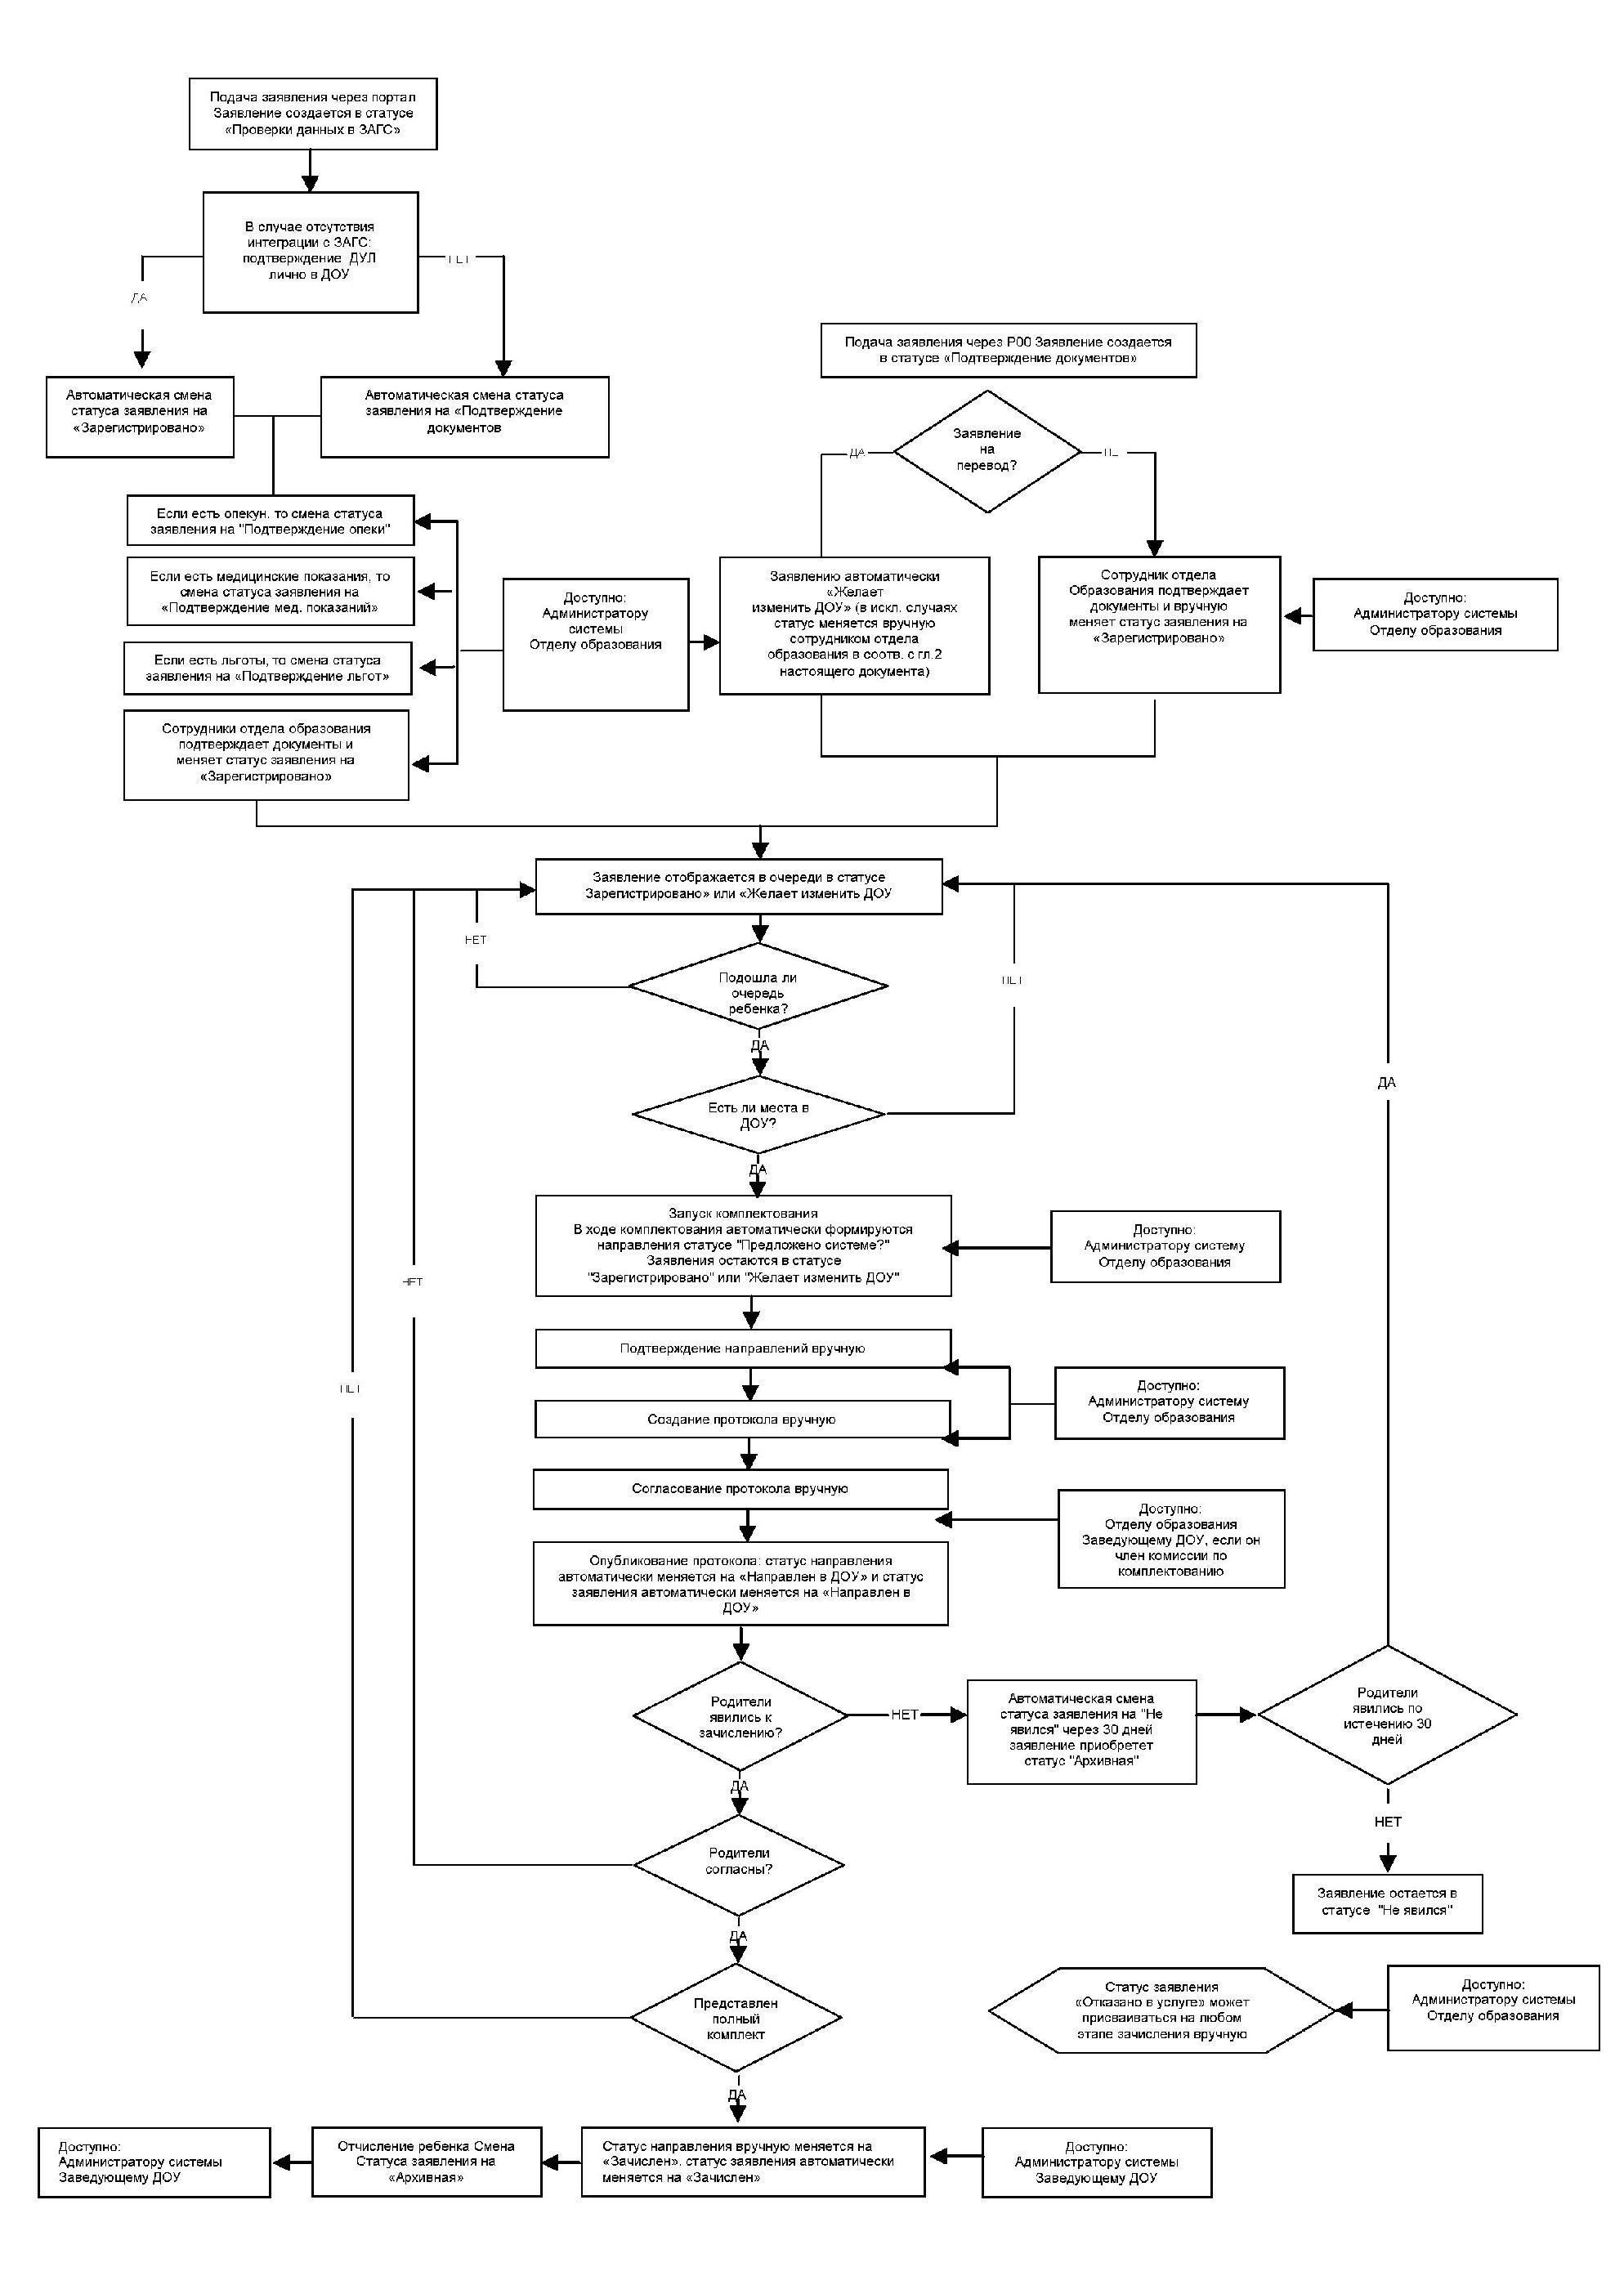 Подача заявления через портал
Заявление создается в статусе
«Проверки данных в ЗАГС»
В случае отсутствия
интеграции с ЗАГС:
подтверждение ДУЛ
лично в ДОУ
ДА
НЕТ
Автоматическая смена
статуса заявления на
«Зарегистрировано»
Автоматическая смена статуса
заявления на «Подтверждение
документов
Подача заявления через Р00 Заявление создается
в статусе «Подтверждение документов»
Заявление
на
перевод?
ДА
НЕ
Если есть опекун. то смена статуса
заявления на "Подтверждение опеки"
Если есть медицинские показания, то
смена статуса заявления на
«Подтверждение мед. показаний»
Если есть льготы, то смена статуса
заявления на «Подтверждение льгот»
Сотрудники отдела образования
подтверждает документы и
меняет статус заявления на
«Зарегистрировано»
Доступно:
Администратору
системы
Отделу образования
Заявлению автоматически
«Желает
изменить ДОУ» (в искл. случаях
статус меняется вручную
сотрудником отдела
образования в соотв. с гл.2
настоящего документа)
Сотрудник отдела
Образования подтверждает
документы и вручную
меняет статус заявления на
«Зарегистрировано»
Доступно:
Администратору системы
Отделу образования
Заявление отображается в очереди в статусе
Зарегистрировано» или «Желает изменить ДОУ
НЕТ
Подошла ли
очередь
ребенка?
НЕТ
ДА
Есть ли места в
ДОУ?
ДА
ДА
Запуск комплектования
В ходе комплектования автоматически формируются
направления статусе "Предложено системе?"
Заявления остаются в статусе
"Зарегистрировано" или "Желает изменить ДОУ"
Доступно:
Администратору систему
Отделу образования
НЕТ
Подтверждение направлений вручную
Доступно:
Администратору систему
Отделу образования
НЕТ
Создание протокола вручную
Согласование протокола вручную
Доступно:
Отделу образования
Заведующему ДОУ, если он
член комиссии по
комплектованию
Опубликование протокола: статус направления
автоматически меняется на «Направлен в ДОУ» и статус
заявления автоматически меняется на «Направлен в
ДОУ»
Родители
явились к
зачислению?
НЕТ
Автоматическая смена
статуса заявления на "Не
явился" через 30 дней
заявление приобретет
статус "Архивная"
Родители
явились по
истечению 30
дней
ДА
НЕТ
Родители
согласны?
Заявление остается в
статусе "Не явился"
ДА
Представлен
полный
комплект
Статус заявления
«Отказано в услуге» может
присваиваться на любом
этапе зачисления вручную
Доступно:
Администратору системы
Отделу образования
ДА
Доступно:
Администратору системы
Заведующему ДОУ
Отчисление ребенка Смена
Статуса заявления на
«Архивная»
Статус направления вручную меняется на
«Зачислен». статус заявления автоматически
меняется на «Зачислен»
Доступно:
Администратору системы
Заведующему ДОУ